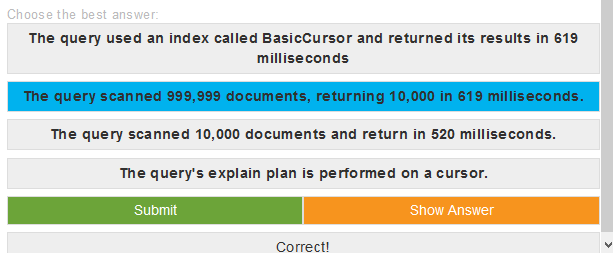 Choose the best answer:
The query used an index called BasicCursor and returned its results in 619
milliseconds
The query scanned 999,999 documents, returning 10,000 in 619 milliseconds.
The query scanned 10,000 documents and return in 520 milliseconds.
The query's explain plan is performed on a cursor.
Submit
Show Answer
Correct!